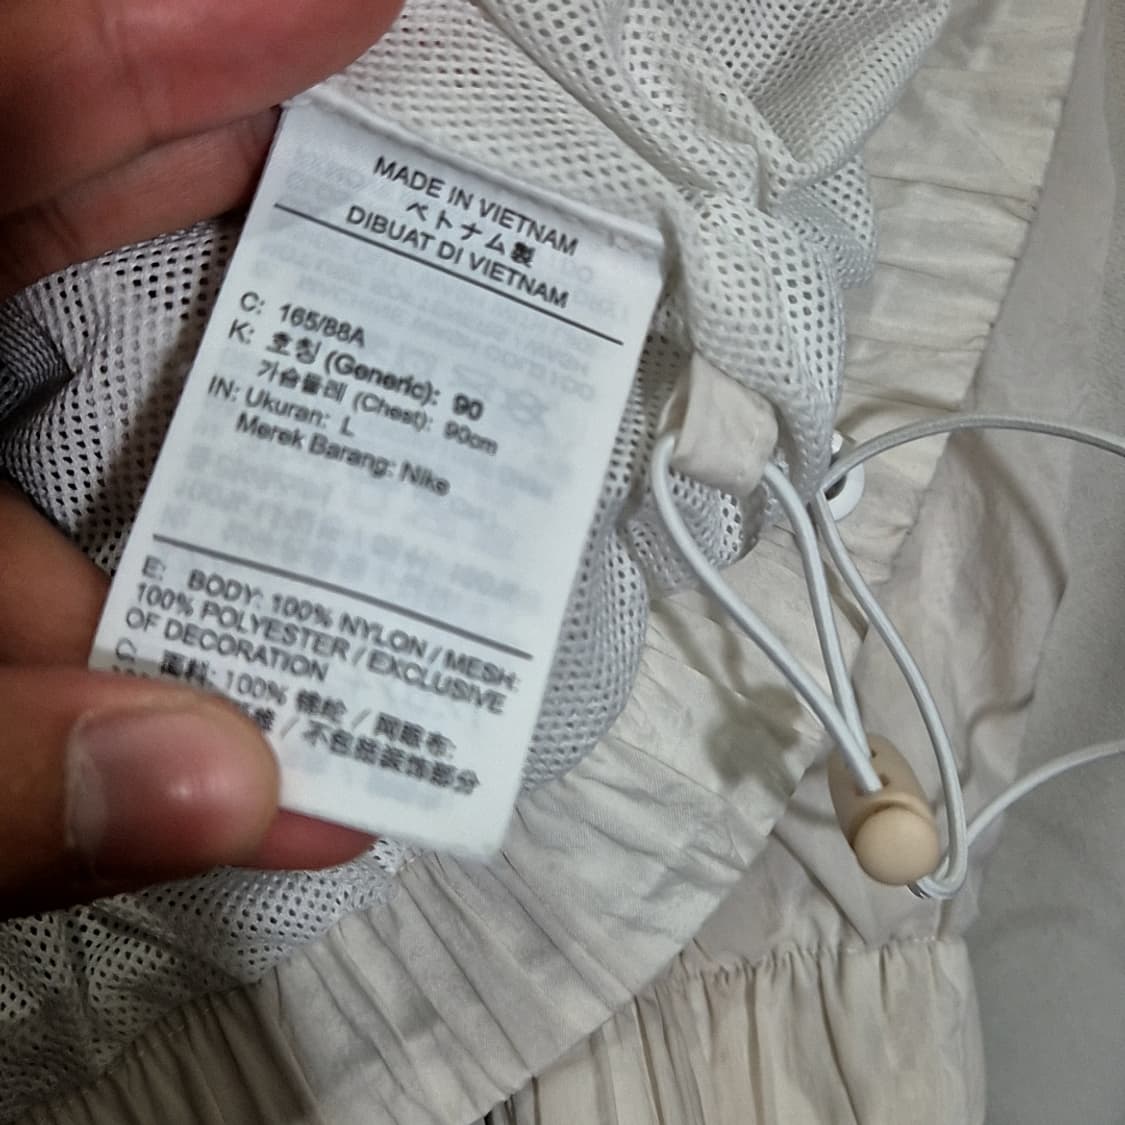 MADE IN VIETNAM
ベトナム製
DIBUAT DI VIETNAM
C: 165/88A
K: 호칭 (Generic): 90
가슴둘레 (Chest): 90cm
IN: Ukuran: L
Merek Barang: Nike
E: BODY: 100% NYLON / MESH:
100% POLYESTER / EXCLUSIVE
OF DECORATION
C: 面料: 100% 锦纶 / 网眼布:
/ 不包括装饰部分